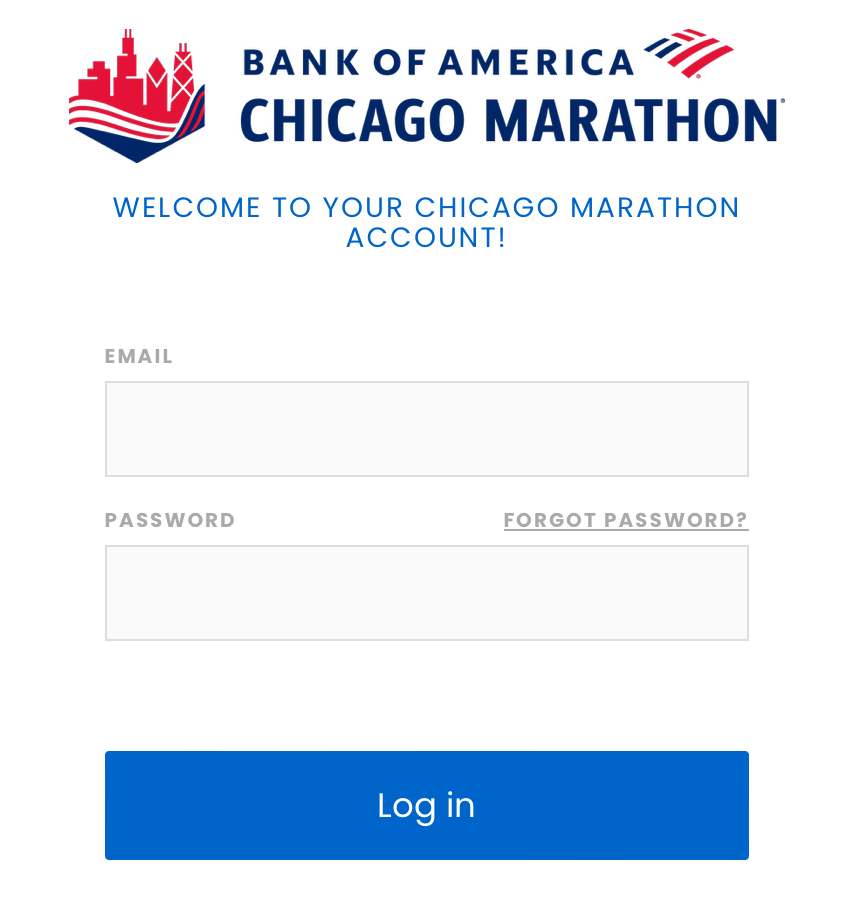 BANK OF AMERICA
CHICAGO MARATHON®
WELCOME TO YOUR CHICAGO MARATHON
ACCOUNT!
EMAIL
PASSWORD FORGOT PASSWORD?
Log in